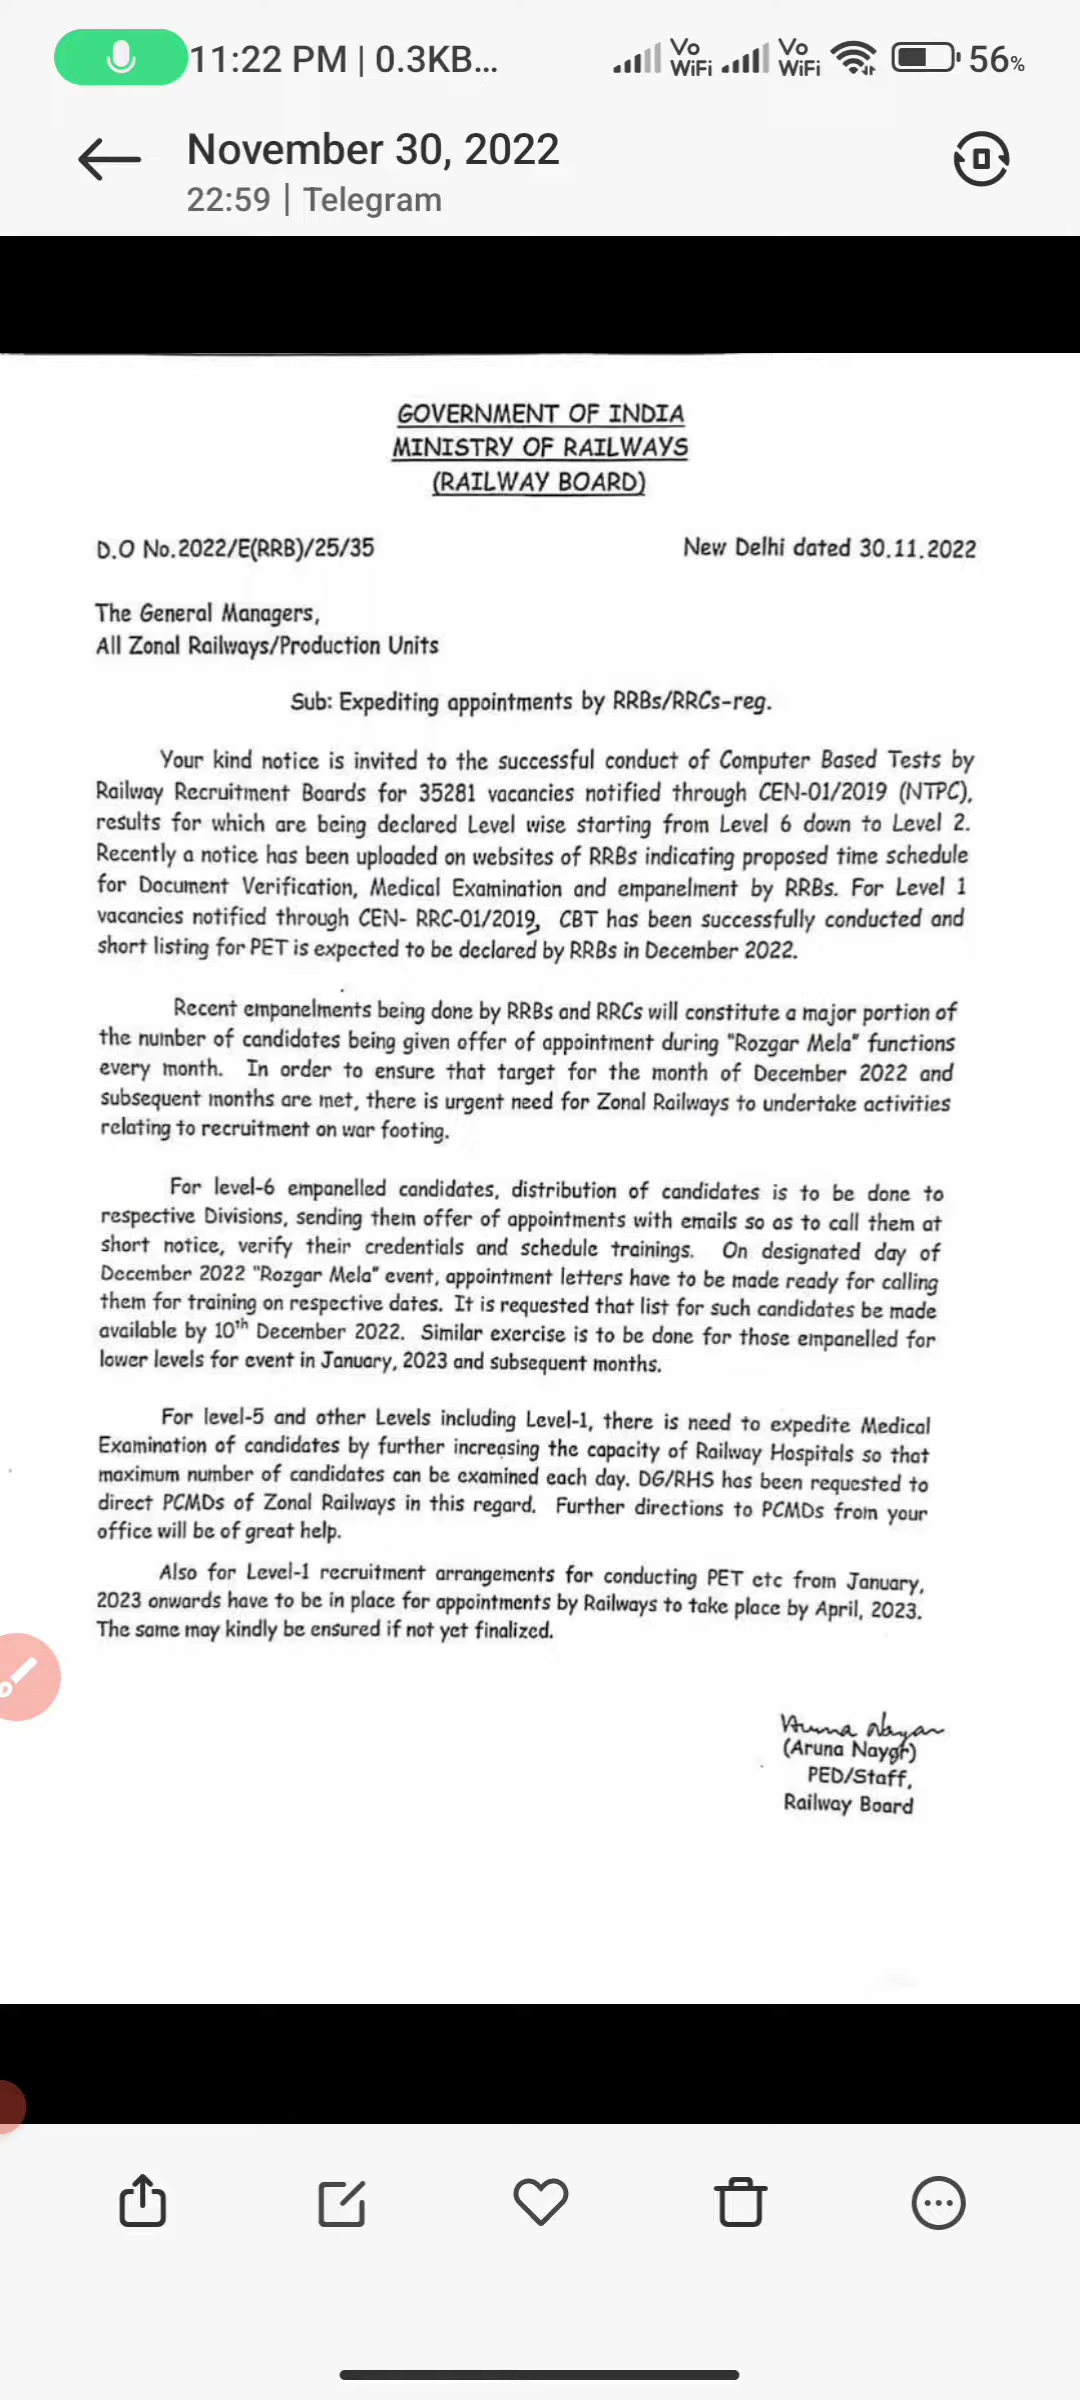 11:22 PM | 0.3KB...
Vo
WiFi
Vo
WiFi
56%
November 30, 2022
22:59 | Telegram
GOVERNMENT OF INDIA
MINISTRY OF RAILWAYS
(RAILWAY BOARD)
D.O No.2022/E(RRB)/25/35 New Delhi dated 30.11.2022
The General Managers,
All Zonal Railways/Production Units
Sub: Expediting appointments by RRBs/RRCs-reg.
Your kind notice is invited to the successful conduct of Computer Based Tests by
Railway Recruitment Boards for 35281 vacancies notified through CEN-01/2019 (NTPC),
results for which are being declared Level wise starting from Level 6 down to Level 2.
Recently a notice has been uploaded on websites of RRBs indicating proposed time schedule
for Document Verification, Medical Examination and empanelment by RRBs. For Level 1
vacancies notified through CEN- RRC-01/2019, CBT has been successfully conducted and
short listing for PET is expected to be declared by RRBs in December 2022.
Recent empanelments being done by RRBs and RRCs will constitute a major portion of
the number of candidates being given offer of appointment during "Rozgar Mela" functions
every month. In order to ensure that target for the month of December 2022 and
subsequent months are met, there is urgent need for Zonal Railways to undertake activities
relating to recruitment on war footing.
For level-6 empanelled candidates, distribution of candidates is to be done to
respective Divisions, sending them offer of appointments with emails so as to call them at
short notice, verify their credentials and schedule trainings. On designated day of
December 2022 "Rozgar Mela" event, appointment letters have to be made ready for calling
them for training on respective dates. It is requested that list for such candidates be made
available by 10th December 2022. Similar exercise is to be done for those empanelled for
lower levels for event in January, 2023 and subsequent months.
For level-5 and other Levels including Level-1, there is need to expedite Medical
Examination of candidates by further increasing the capacity of Railway Hospitals so that
maximum number of candidates can be examined each day. DG/RHS has been requested to
direct PCMDs of Zonal Railways in this regard. Further directions to PCMDs from your
office will be of great help.
Also for Level-1 recruitment arrangements for conducting PET etc from January,
2023 onwards have to be in place for appointments by Railways to take place by April, 2023.
The same may kindly be ensured if not yet finalized.
Aruna Nayar
(Aruna Nayar)
PED/Staff,
Railway Board